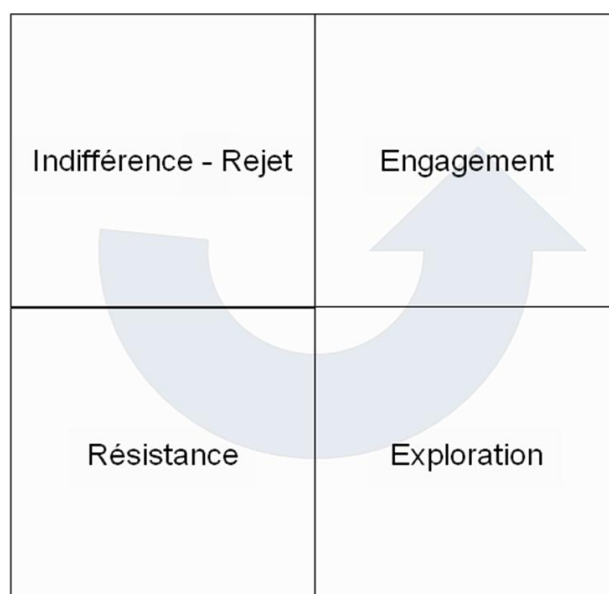 Indifférence - Rejet
Engagement
Résistance
Exploration